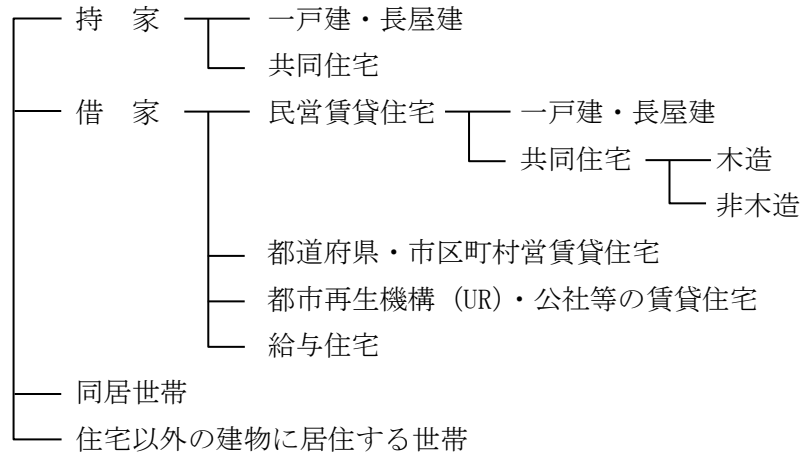 持　家　一戸建・長屋建
共同住宅
借　家　民営賃貸住宅　一戸建・長屋建
共同住宅　木造
非木造
都道府県・市区町村営賃貸住宅
都市再生機構 (UR)・公社等の賃貸住宅
給与住宅
同居世帯
住宅以外の建物に居住する世帯